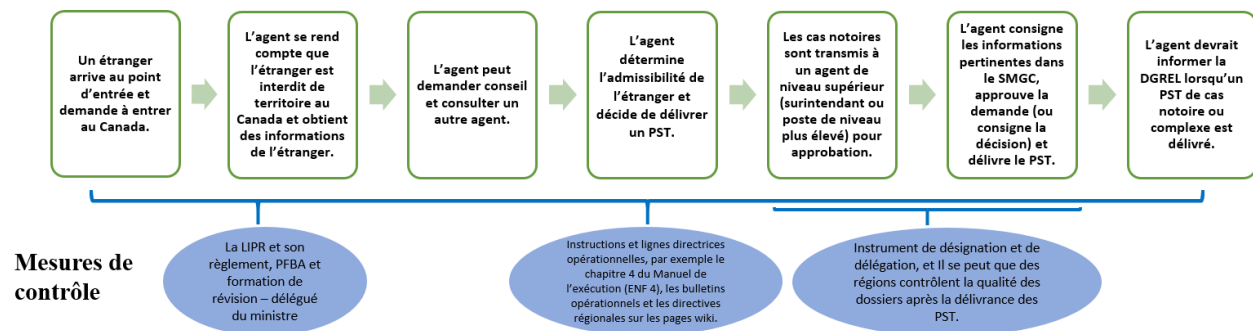 Un étranger
arrive au point
d'entrée et
demande à entrer
au Canada.
L'agent se rend
compte que
l'étranger est
interdit de
territoire au
Canada et obtient
des informations
de l'étranger.
L'agent peut
demander conseil
et consulter un
autre agent.
L'agent
détermine
l'admissibilité de
l'étranger et
décide de délivrer
un PST.
Les cas notoires
sont transmis à
un agent de
niveau supérieur
(surintendant ou
poste de niveau
plus élevé) pour
approbation.
L'agent consigne
les informations
pertinentes dans
le SMGC,
approuve la
demande (ou
consigne la
décision) et
délivre le PST.
L'agent devrait
informer la
DGREL lorsqu'un
PST de cas
notoire ou
complexe est
délivré.
Mesures de
contrôle
La LIPR et son
règlement, PFBA et
formation de
révision – délégué
du ministre
Instructions et lignes directrices
opérationnelles, par exemple le
chapitre 4 du Manuel de
l'exécution (ENF 4), les bulletins
opérationnels et les directives
régionales sur les pages wiki.
Instrument de désignation et de
délégation, et Il se peut que des
régions contrôlent la qualité des
dossiers après la délivrance des
PST.